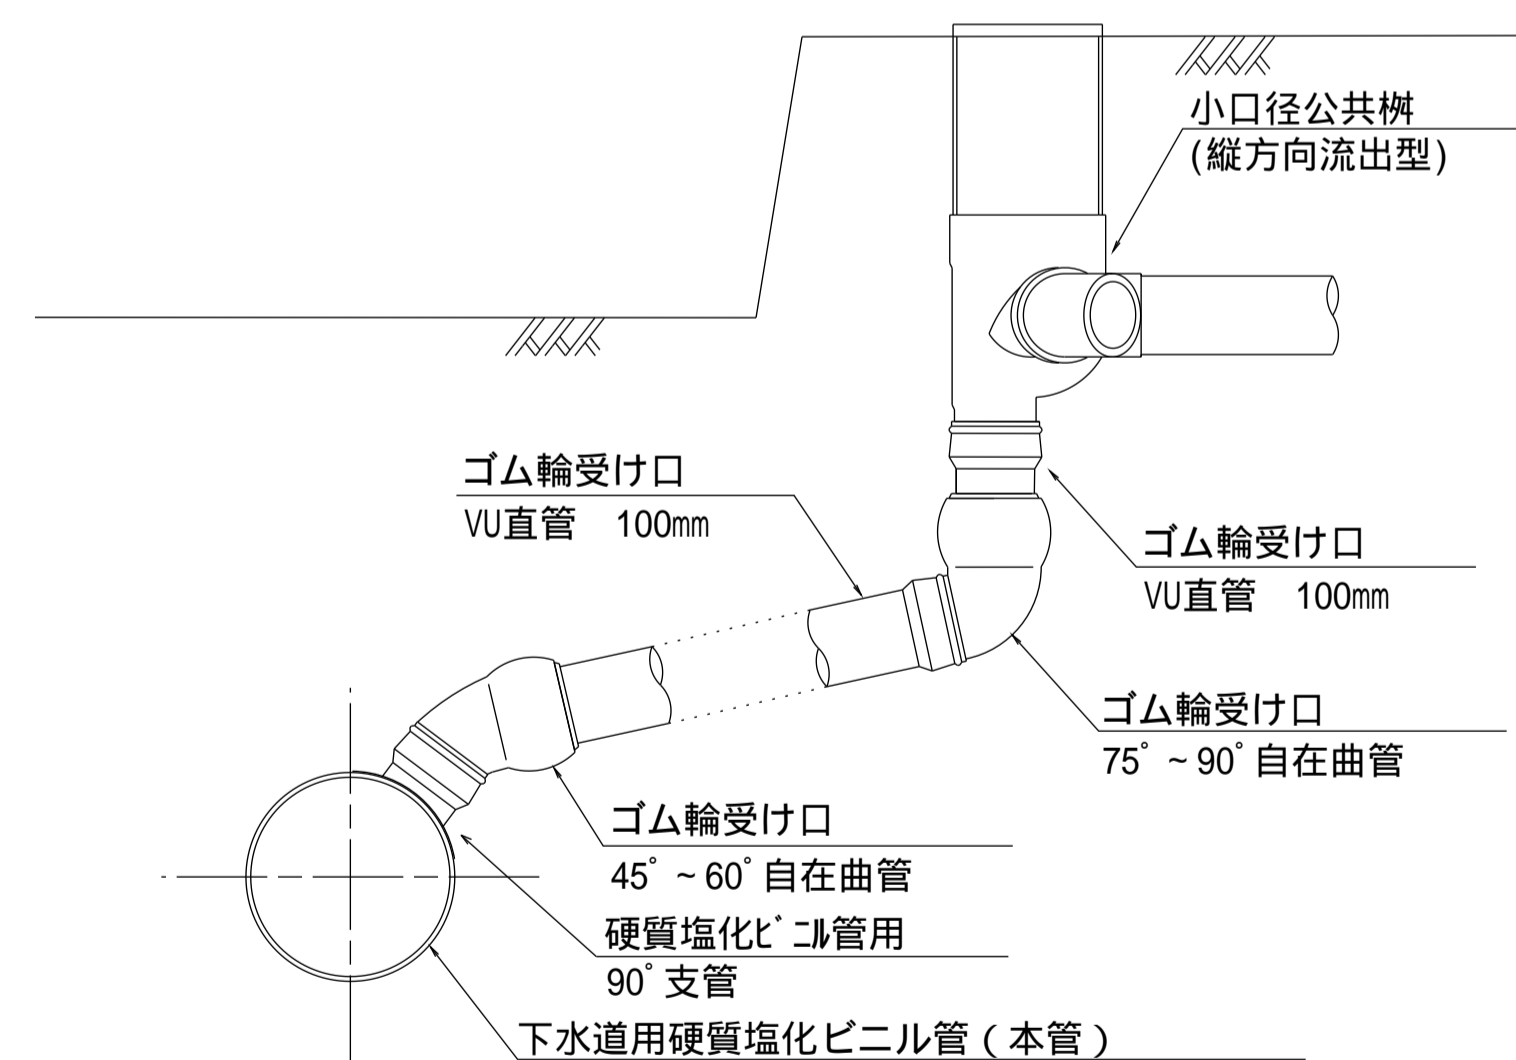 小口径公共桝
(縦方向流出型)
ゴム輪受け口
VU直管　100mm
ゴム輪受け口
VU直管　100mm
ゴム輪受け口
75°~90°自在曲管
ゴム輪受け口
45°~60°自在曲管
硬質塩化ﾋﾞﾆﾙ管用
90°支管
下水道用硬質塩化ビニル管(本管)